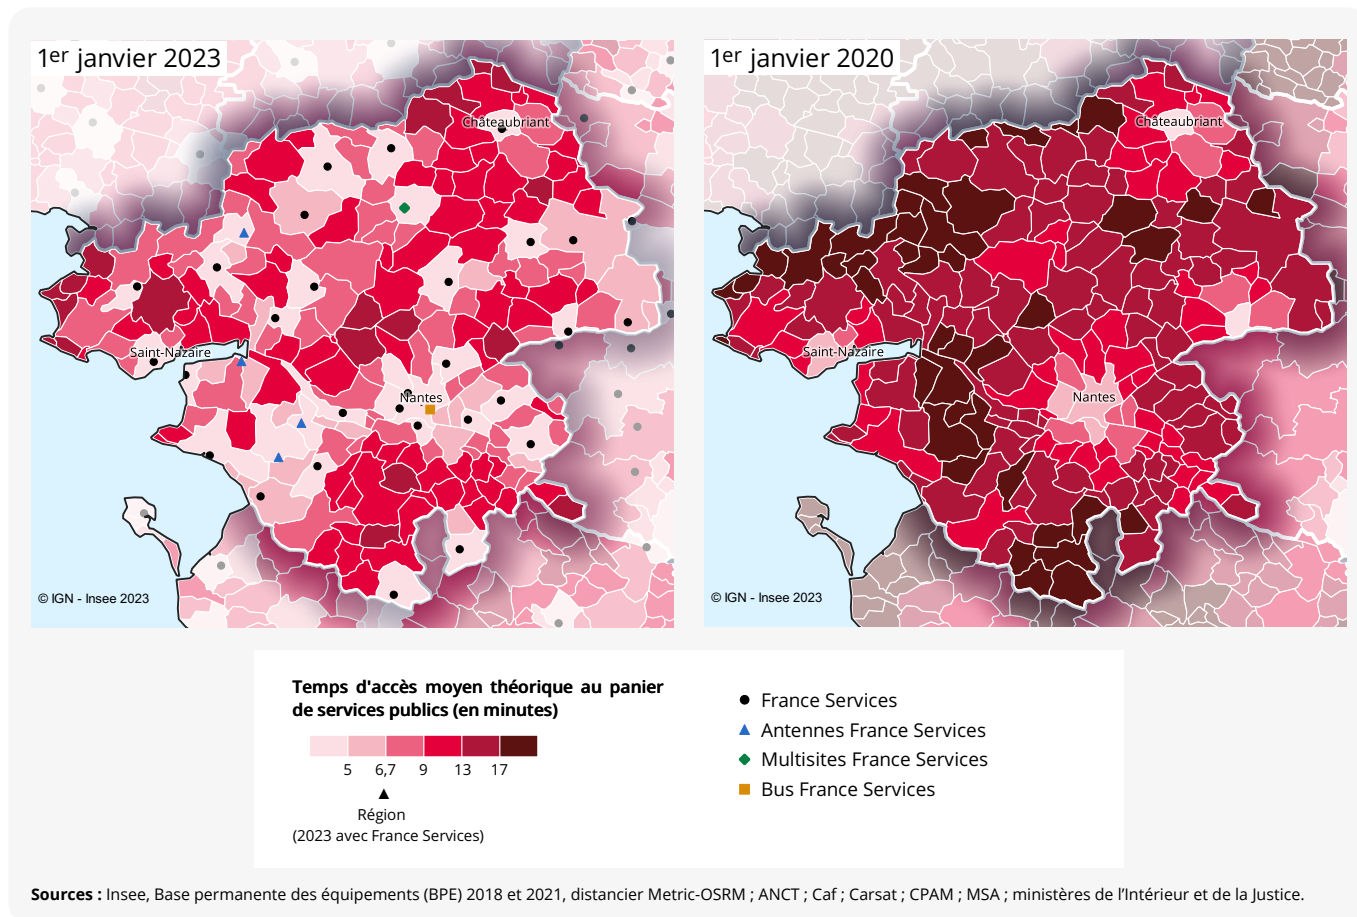 1er janvier 2023
1er janvier 2020
Châteaubriant
Châteaubriant
Saint-Nazaire
Saint-Nazaire
Nantes
Nantes
© IGN - Insee 2023
© IGN - Insee 2023
Temps d'accès moyen théorique au panier
de services publics (en minutes)
5 6,7 9 13 17
Région
(2023 avec France Services)
France Services
Antennes France Services
Multisites France Services
Bus France Services
Sources : Insee, Base permanente des équipements (BPE) 2018 et 2021, distancier Metric-OSRM ; ANCT ; Caf ; Carsat ; CPAM ; MSA ; ministères de l'Intérieur et de la Justice.